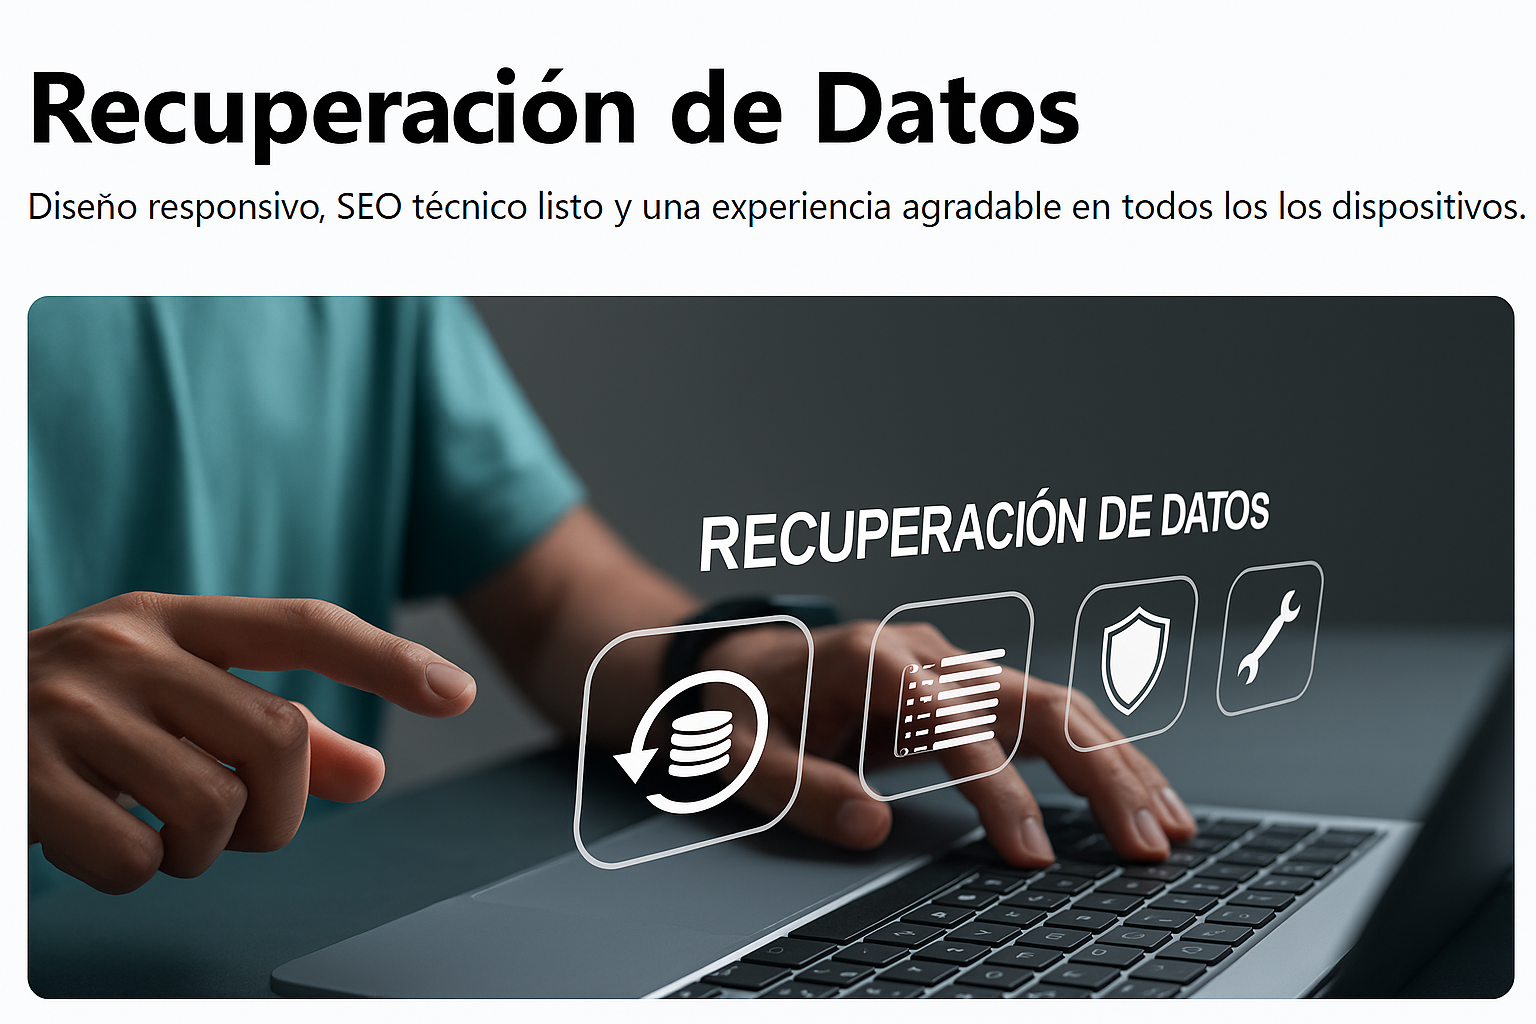 Recuperación de Datos
Diseño responsivo, SEO técnico listo y una experiencia agradable en todos los los dispositivos.
RECUPERACIÓN DE DATOS